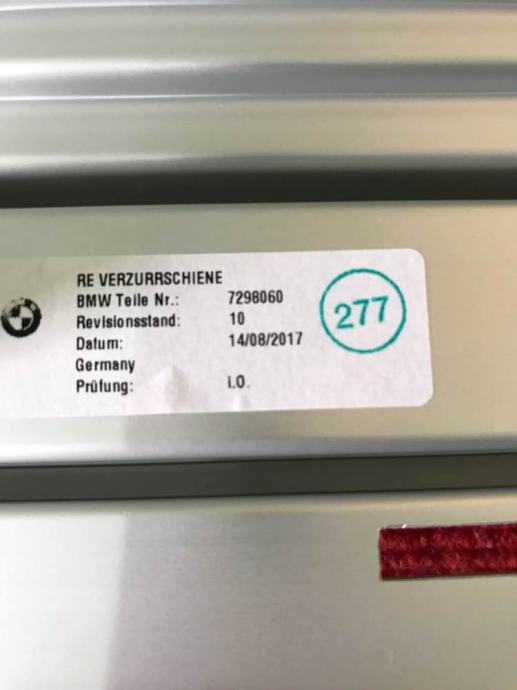 RE VERZURRSCHIENE
BMW Teile Nr.: 7298060
Revisionsstand: 10
Datum: 14/08/2017
Germany
Prüfung: i.O.
277